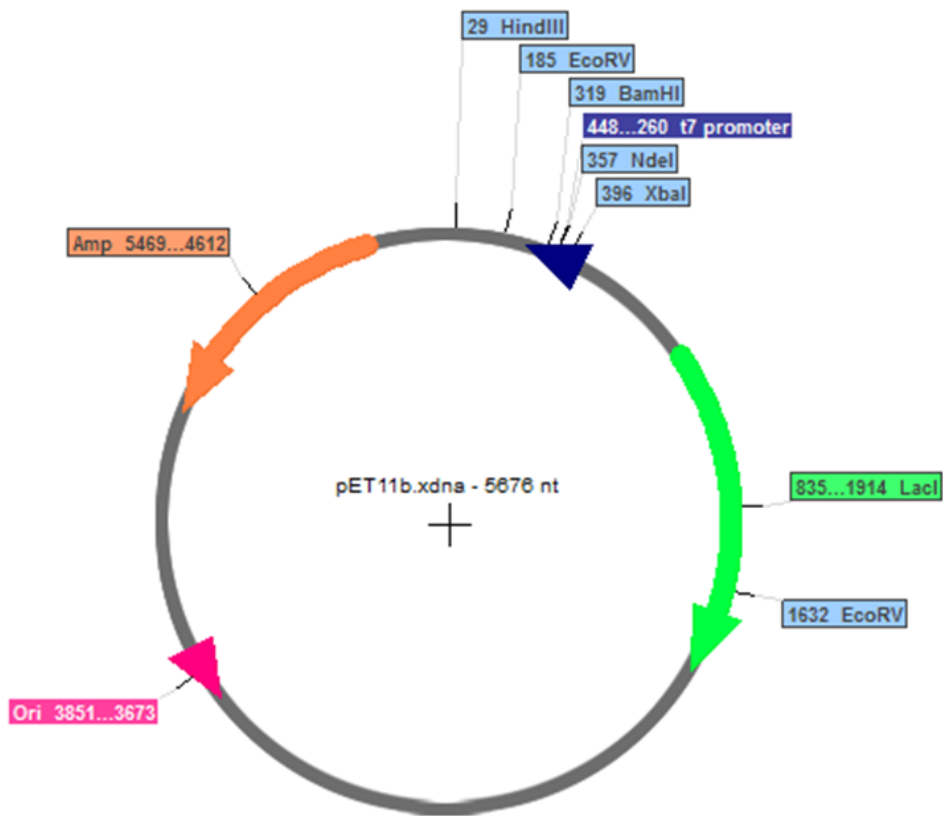 29 HindIII
185 EcoRV
319 BamHI
448...260 t7 promoter
357 NdeI
396 XbaI
Amp 5469...4612
pET11b.xdna - 5676 nt
835...1914 LacI
1632 EcoRV
Ori 3851...3673